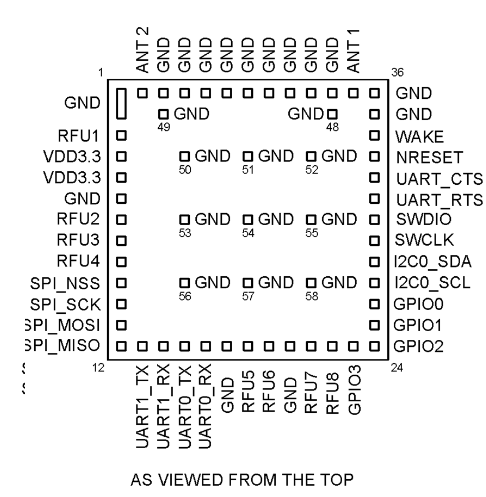 ANT 2 GND GND GND GND GND GND GND GND GND ANT 1
1 36
GND GND
GND GND GND
49 48
RFU1 WAKE
VDD3.3 GND GND GND NRESET
50 51 52
VDD3.3 UART_CTS
GND UART_RTS
RFU2 GND GND GND SWDIO
53 54 55
RFU3 SWCLK
RFU4 I2C0_SDA
SPI_NSS GND GND GND I2C0_SCL
56 57 58
SPI_SCK GPIO0
SPI_MOSI GPIO1
SPI_MISO GPIO2
12 24
UART1_TX UART1_RX UART0_TX UART0_RX GND RFU5 RFU6 GND RFU7 RFU8 GPIO3
AS VIEWED FROM THE TOP